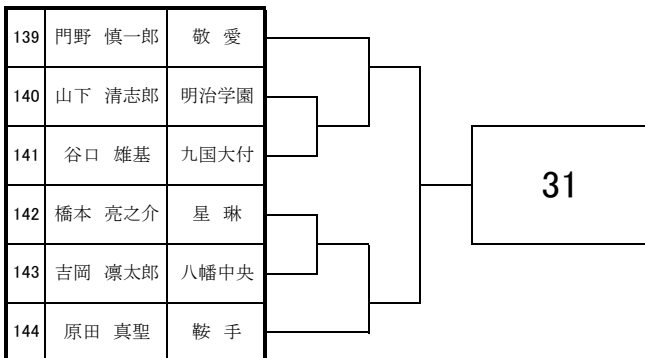 139 門野 慎一郎 敬 愛
140 山下 清志郎 明治学園
141 谷口 雄基 九国大付
142 橋本 亮之介 星 琳
143 吉岡 凛太郎 八幡中央
144 原田 真聖 鞍 手
31